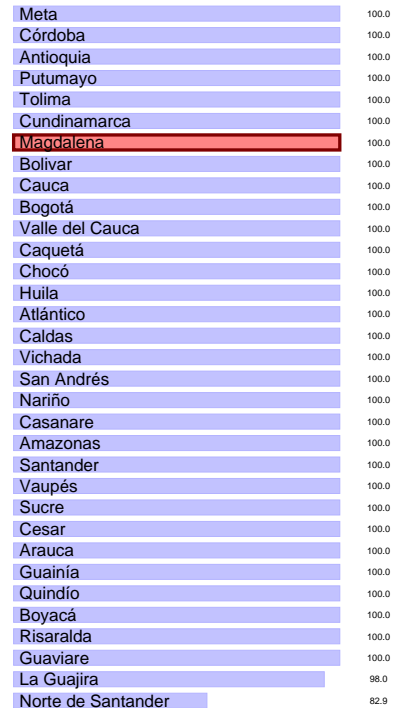 Meta 100.0
Córdoba 100.0
Antioquia 100.0
Putumayo 100.0
Tolima 100.0
Cundinamarca 100.0
Magdalena 100.0
Bolivar 100.0
Cauca 100.0
Bogotá 100.0
Valle del Cauca 100.0
Caquetá 100.0
Chocó 100.0
Huila 100.0
Atlántico 100.0
Caldas 100.0
Vichada 100.0
San Andrés 100.0
Nariño 100.0
Casanare 100.0
Amazonas 100.0
Santander 100.0
Vaupés 100.0
Sucre 100.0
Cesar 100.0
Arauca 100.0
Guainía 100.0
Quindío 100.0
Boyacá 100.0
Risaralda 100.0
Guaviare 100.0
La Guajira 98.0
Norte de Santander 82.9